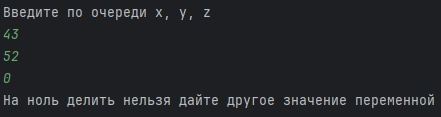 Введите по очереди x, y, z
43
52
0
На ноль делить нельзя дайте другое значение переменной